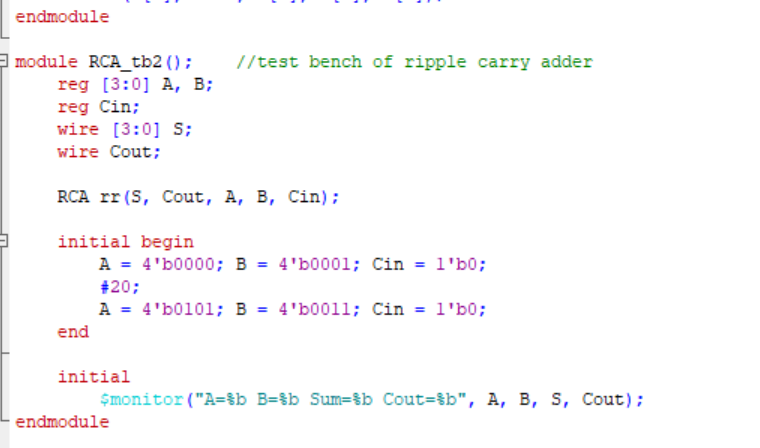 endmodule
module RCA_tb2();    //test bench of ripple carry adder
    reg [3:0] A, B;
    reg Cin;
    wire [3:0] S;
    wire Cout;
    RCA rr(S, Cout, A, B, Cin);
    initial begin
        A = 4'b0000; B = 4'b0001; Cin = 1'b0;
        #20;
        A = 4'b0101; B = 4'b0011; Cin = 1'b0;
    end
    initial
        $monitor("A=%b B=%b Sum=%b Cout=%b", A, B, S, Cout);
endmodule